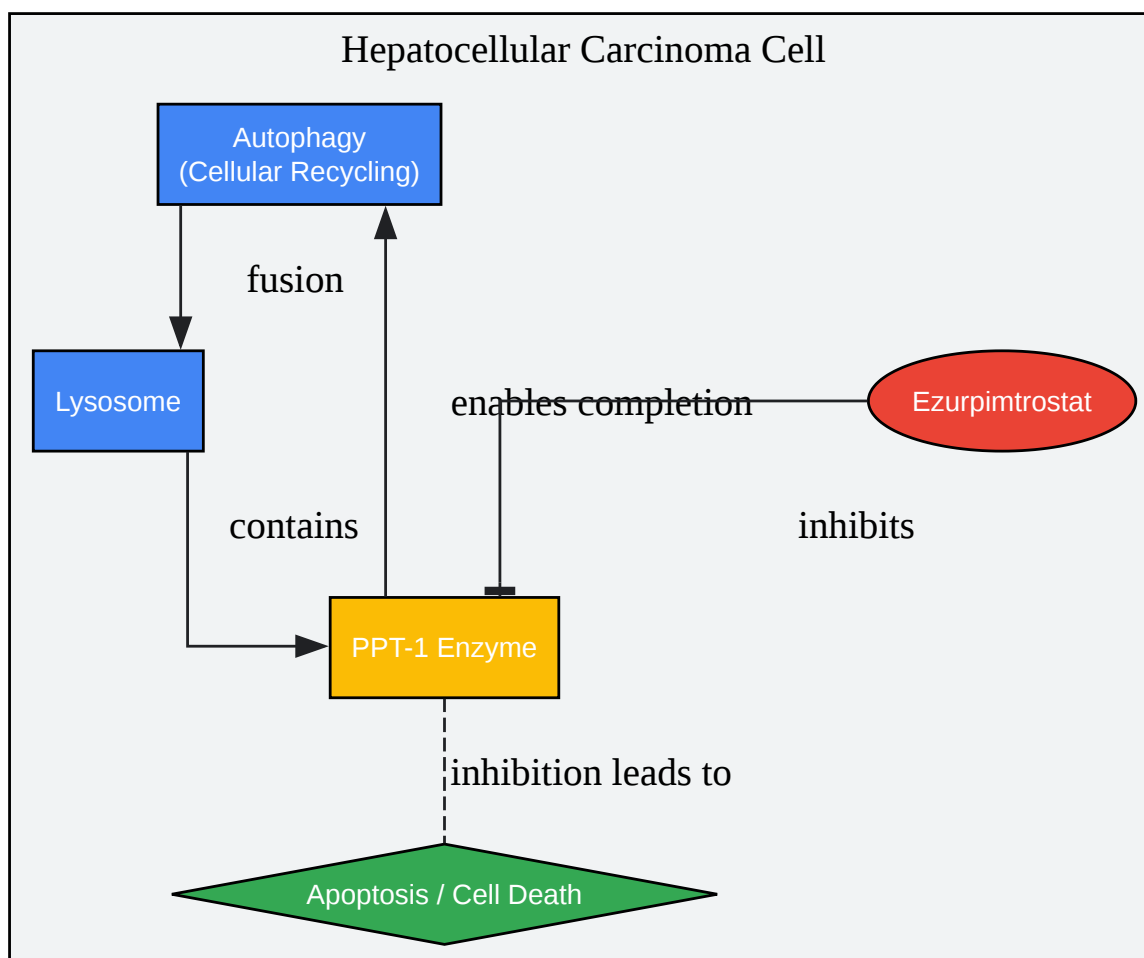 Hepatocellular Carcinoma Cell
Autophagy
(Cellular Recycling)
fusion
Lysosome
enables completion
Ezurpimtrostat
contains
inhibits
PPT-1 Enzyme
inhibition leads to
Apoptosis / Cell Death